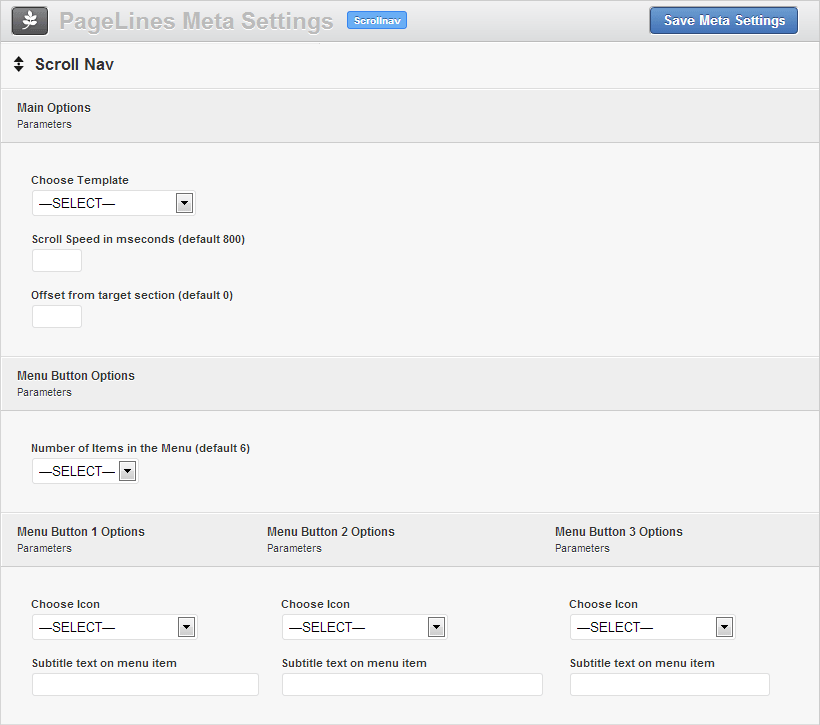 PageLines Meta Settings Scrollnav Save Meta Settings
Scroll Nav
Main Options
Parameters
Choose Template
—SELECT—
Scroll Speed in mseconds (default 800)
Offset from target section (default 0)
Menu Button Options
Parameters
Number of Items in the Menu (default 6)
—SELECT—
Menu Button 1 Options Menu Button 2 Options Menu Button 3 Options
Parameters Parameters Parameters
Choose Icon Choose Icon Choose Icon
—SELECT— —SELECT— —SELECT—
Subtitle text on menu item Subtitle text on menu item Subtitle text on menu item